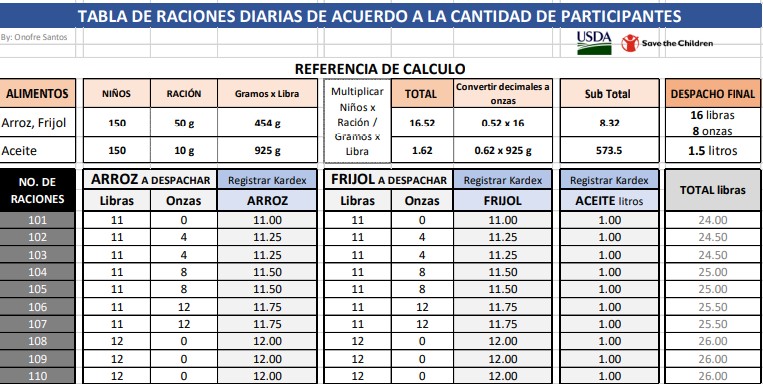 TABLA DE RACIONES DIARIAS DE ACUERDO A LA CANTIDAD DE PARTICIPANTES
By: Onofre Santos
USDA Save the Children
REFERENCIA DE CALCULO
ALIMENTOS NIÑOS RACIÓN Gramos x Libra Multiplicar Niños x Ración / Gramos x Libra TOTAL Convertir decimales a onzas Sub Total DESPACHO FINAL
Arroz, Frijol 150 50 g 454 g 16.52 0.52 x 16 8.32 16 libras 8 onzas
Aceite 150 10 g 925 g 1.62 0.62 x 925 g 573.5 1.5 litros
NO. DE RACIONES ARROZ A DESPACHAR Registrar Kardex FRIJOL A DESPACHAR Registrar Kardex Registrar Kardex TOTAL libras
Libras Onzas ARROZ Libras Onzas FRIJOL ACEITE litros
101 11 0 11.00 11 0 11.00 1.00 24.00
102 11 4 11.25 11 4 11.25 1.00 24.50
103 11 4 11.25 11 4 11.25 1.00 24.50
104 11 8 11.50 11 8 11.50 1.00 25.00
105 11 8 11.50 11 8 11.50 1.00 25.00
106 11 12 11.75 11 12 11.75 1.00 25.50
107 11 12 11.75 11 12 11.75 1.00 25.50
108 12 0 12.00 12 0 12.00 1.00 26.00
109 12 0 12.00 12 0 12.00 1.00 26.00
110 12 0 12.00 12 0 12.00 1.00 26.00